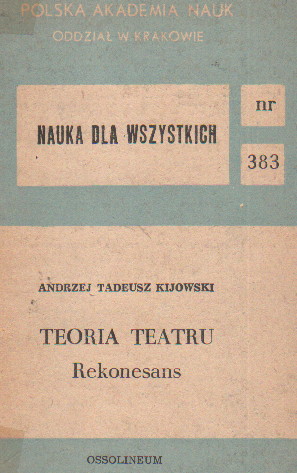 POLSKA AKADEMIA NAUK
ODDZIAŁ W KRAKOWIE
NAUKA DLA WSZYSTKICH
nr
383
ANDRZEJ TADEUSZ KIJOWSKI
TEORIA TEATRU
Rekonesans
OSSOLINEUM